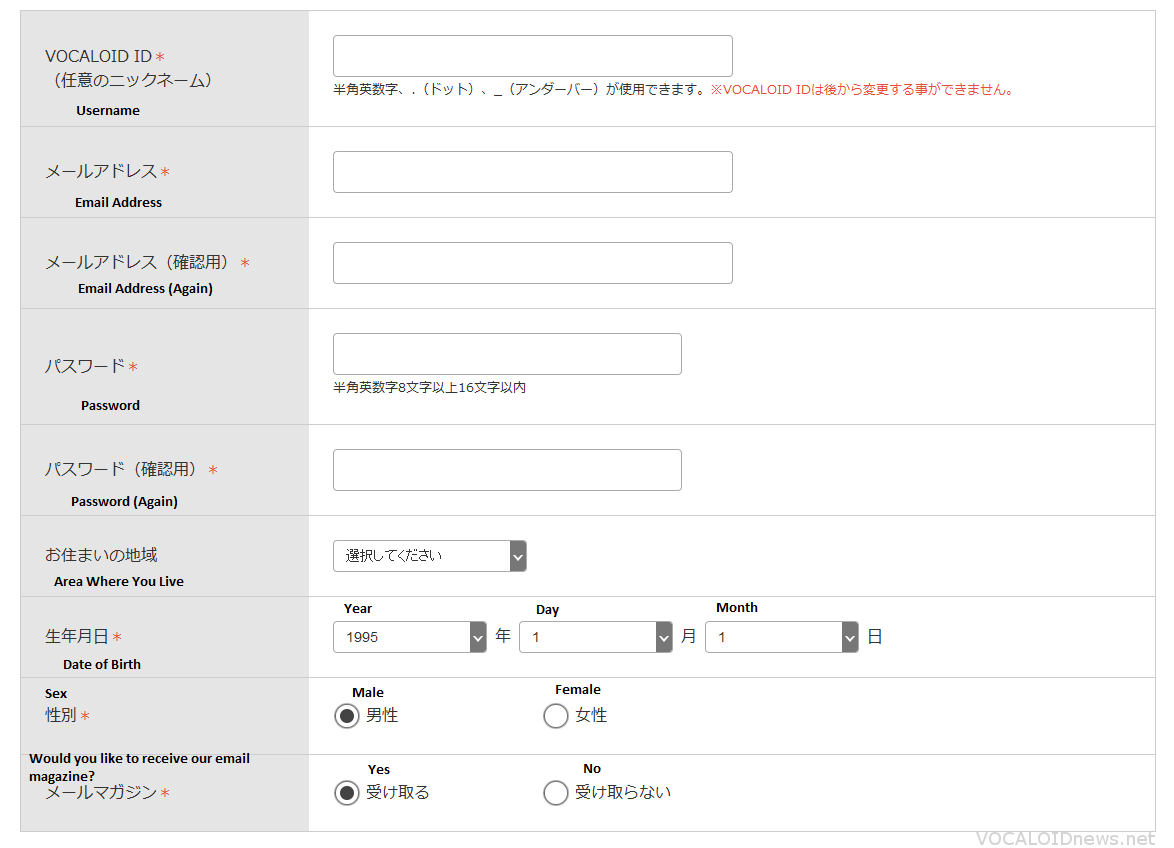 VOCALOID ID＊
（任意のニックネーム）
Username
半角英数字、.（ドット）、_（アンダーバー）が使用できます。※VOCALOID IDは後から変更する事ができません。
メールアドレス＊
Email Address
メールアドレス（確認用）＊
Email Address (Again)
パスワード＊
Password
半角英数字8文字以上16文字以内
パスワード（確認用）＊
Password (Again)
お住まいの地域
Area Where You Live
選択してください
Year Day Month
生年月日＊
1995 年 1 月 1 日
Date of Birth
Sex Male Female
性別＊ 男性 女性
Would you like to receive our email
magazine?
Yes No
メールマガジン＊ 受け取る 受け取らない
VOCALOIDnews.net